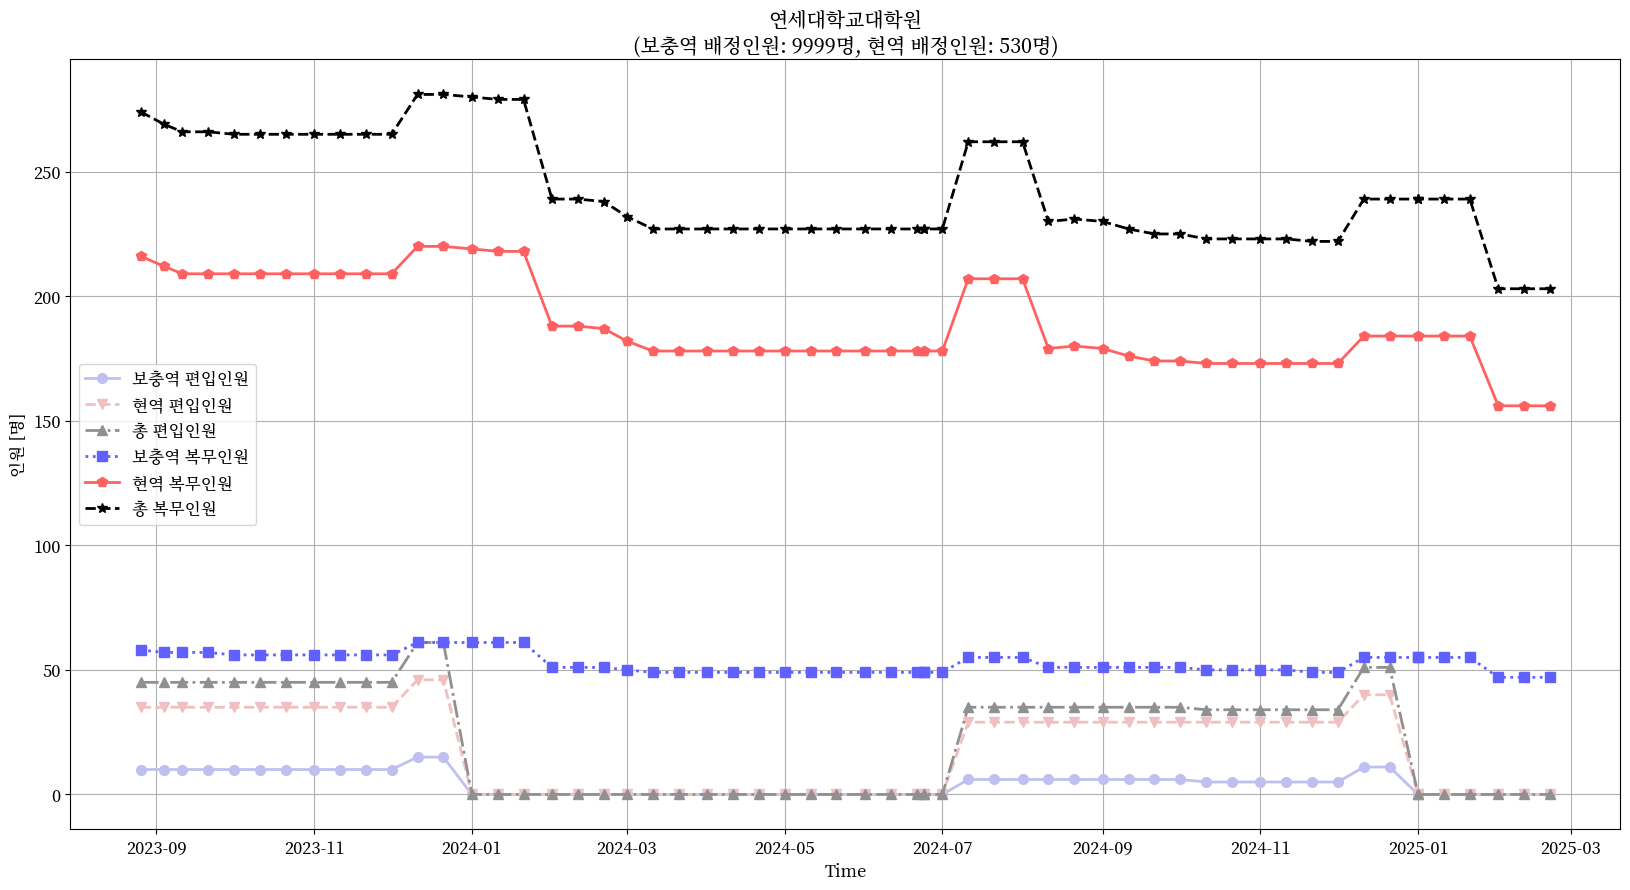 연세대학교대학원
(보충역 배정인원: 9999명, 현역 배정인원: 530명)
인원 [명]
250
200
150
100
50
0
보충역 편입인원
현역 편입인원
총 편입인원
보충역 복무인원
현역 복무인원
총 복무인원
2023-09 2023-11 2024-01 2024-03 2024-05 2024-07 2024-09 2024-11 2025-01 2025-03
Time